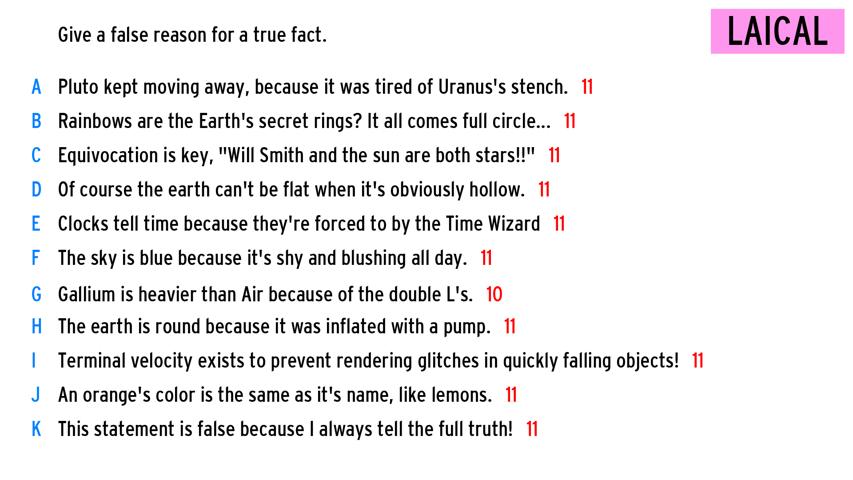 Give a false reason for a true fact.
LAICAL
A Pluto kept moving away, because it was tired of Uranus's stench. 11
B Rainbows are the Earth's secret rings? It all comes full circle... 11
C Equivocation is key, "Will Smith and the sun are both stars!!" 11
D Of course the earth can't be flat when it's obviously hollow. 11
E Clocks tell time because they're forced to by the Time Wizard 11
F The sky is blue because it's shy and blushing all day. 11
G Gallium is heavier than Air because of the double L's. 10
H The earth is round because it was inflated with a pump. 11
I Terminal velocity exists to prevent rendering glitches in quickly falling objects! 11
J An orange's color is the same as it's name, like lemons. 11
K This statement is false because I always tell the full truth! 11